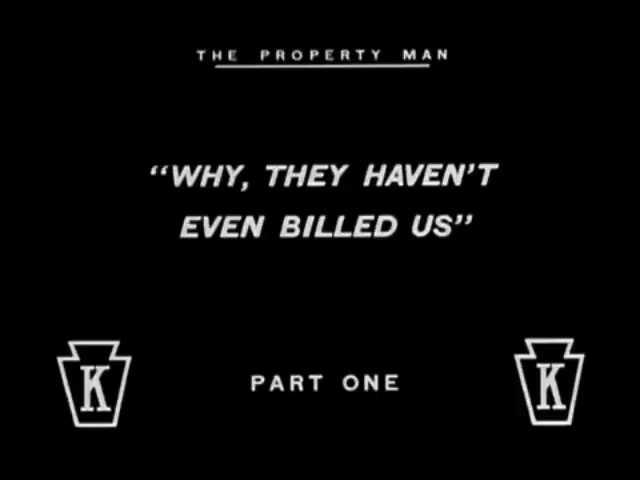 THE PROPERTY MAN
"WHY, THEY HAVEN'T
EVEN BILLED US"
K PART ONE K